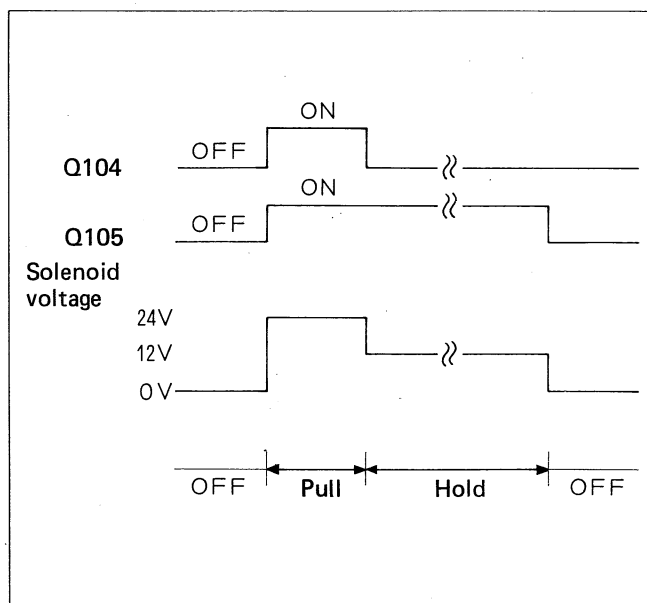 ON
OFF
Q104
ON
OFF
Q105
Solenoid
voltage
24V
12V
0V
OFF Pull Hold OFF